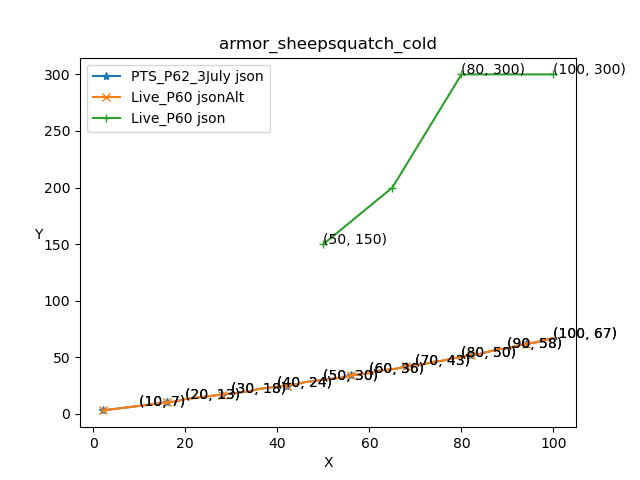 armor_sheepsquatch_cold
PTS_P62_3July json
Live_P60 jsonAlt
Live_P60 json
300
250
200
150
100
50
0
Y
(80, 300)
(100, 300)
(50, 150)
(10, 7)
(20, 13)
(30, 18)
(40, 24)
(50, 30)
(60, 36)
(70, 43)
(80, 50)
(90, 58)
(100, 67)
0 20 40 60 80 100
X